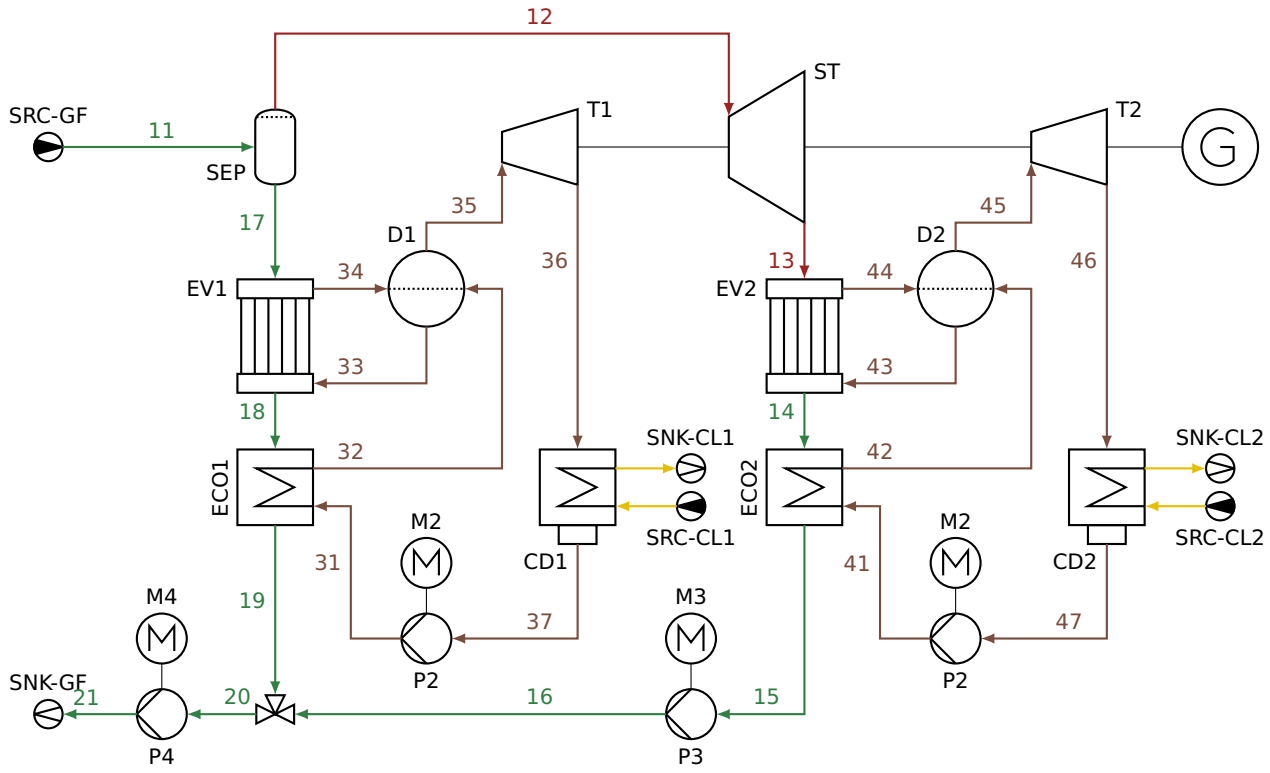 12
ST
SRC-GF
11
T1
T2
G
SEP
17
35
45
D1
D2
36
13
46
34
44
EV1
EV2
33
43
18
14
SNK-CL1
SNK-CL2
32
42
ECO1
ECO2
M2
M2
SRC-CL1
SRC-CL2
M
M
31
CD1
41
CD2
19
M4
M3
M
37
M
47
P2
P2
SNK-GF
21
20
16
15
P4
P3